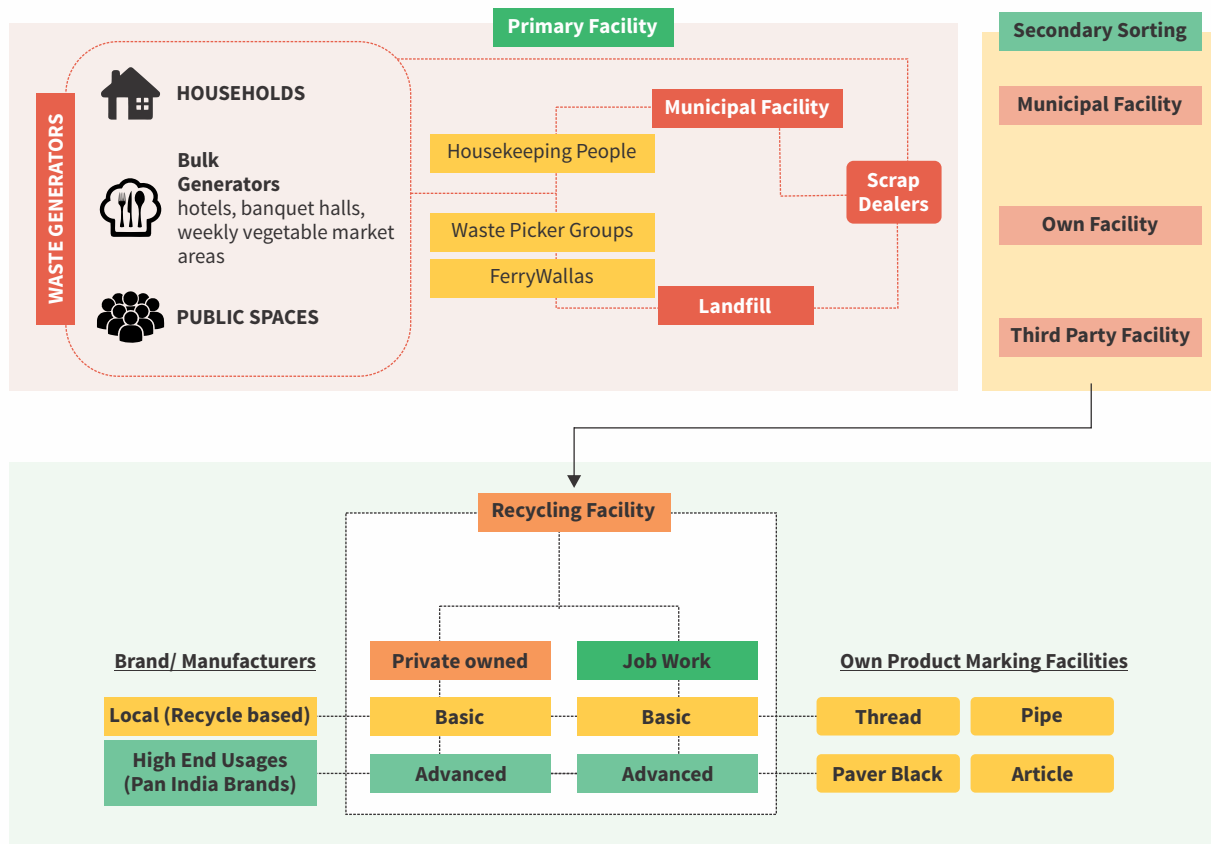 Primary Facility
Secondary Sorting
WASTE GENERATORS
HOUSEHOLDS
Bulk
Generators
hotels, banquet halls,
weekly vegetable market
areas
PUBLIC SPACES
Municipal Facility
Housekeeping People
Waste Picker Groups
FerryWallas
Landfill
Scrap
Dealers
Municipal Facility
Own Facility
Third Party Facility
Recycling Facility
Brand/ Manufacturers
Private owned
Job Work
Own Product Marking Facilities
Local (Recycle based)
Basic
Basic
Thread
Pipe
High End Usages
(Pan India Brands)
Advanced
Advanced
Paver Black
Article